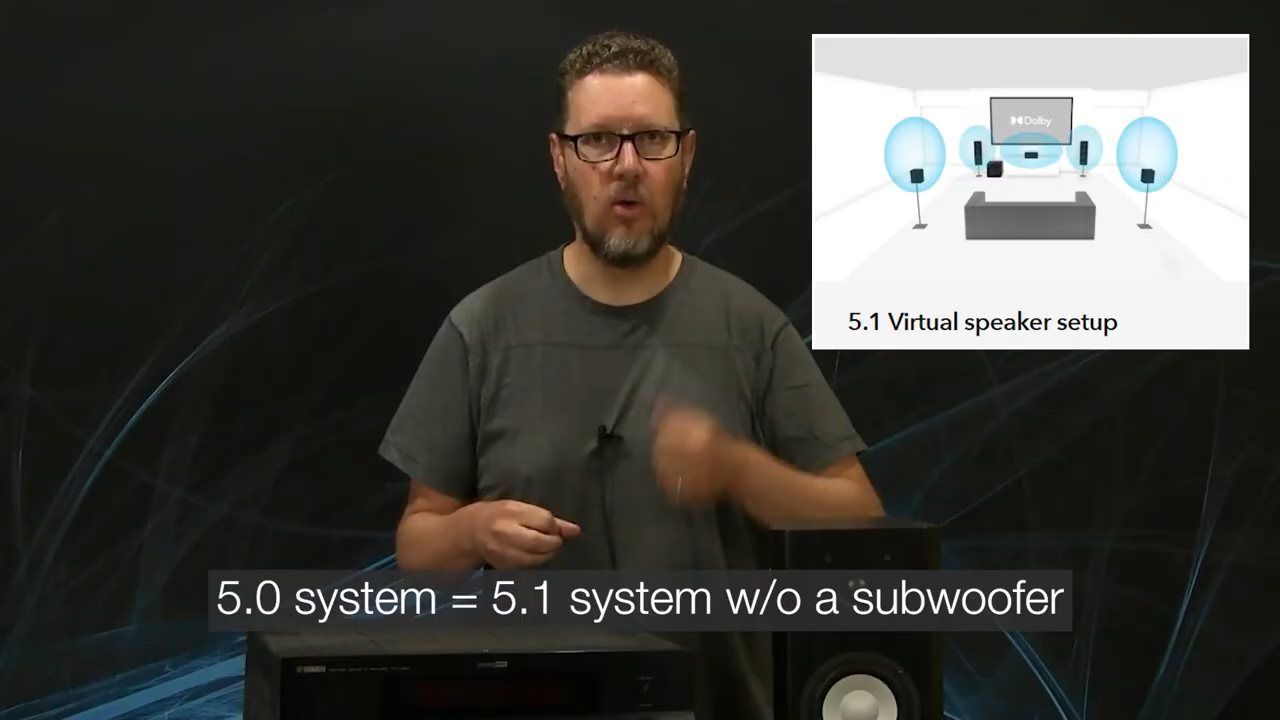 Dolby
5.1 Virtual speaker setup
5.0 system = 5.1 system w/o a subwoofer
YAMAHA